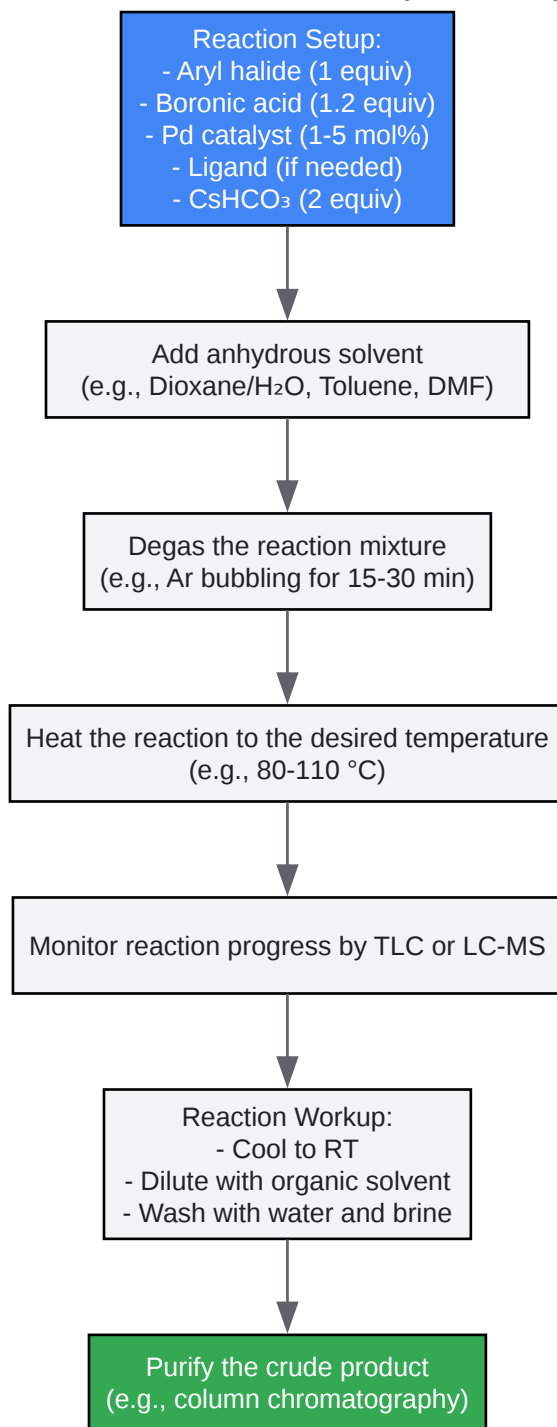 Reaction Setup:
- Aryl halide (1 equiv)
- Boronic acid (1.2 equiv)
- Pd catalyst (1-5 mol%)
- Ligand (if needed)
- CsHCO₃ (2 equiv)
Add anhydrous solvent
(e.g., Dioxane/H₂O, Toluene, DMF)
Degas the reaction mixture
(e.g., Ar bubbling for 15-30 min)
Heat the reaction to the desired temperature
(e.g., 80-110 °C)
Monitor reaction progress by TLC or LC-MS
Reaction Workup:
- Cool to RT
- Dilute with organic solvent
- Wash with water and brine
Purify the crude product
(e.g., column chromatography)